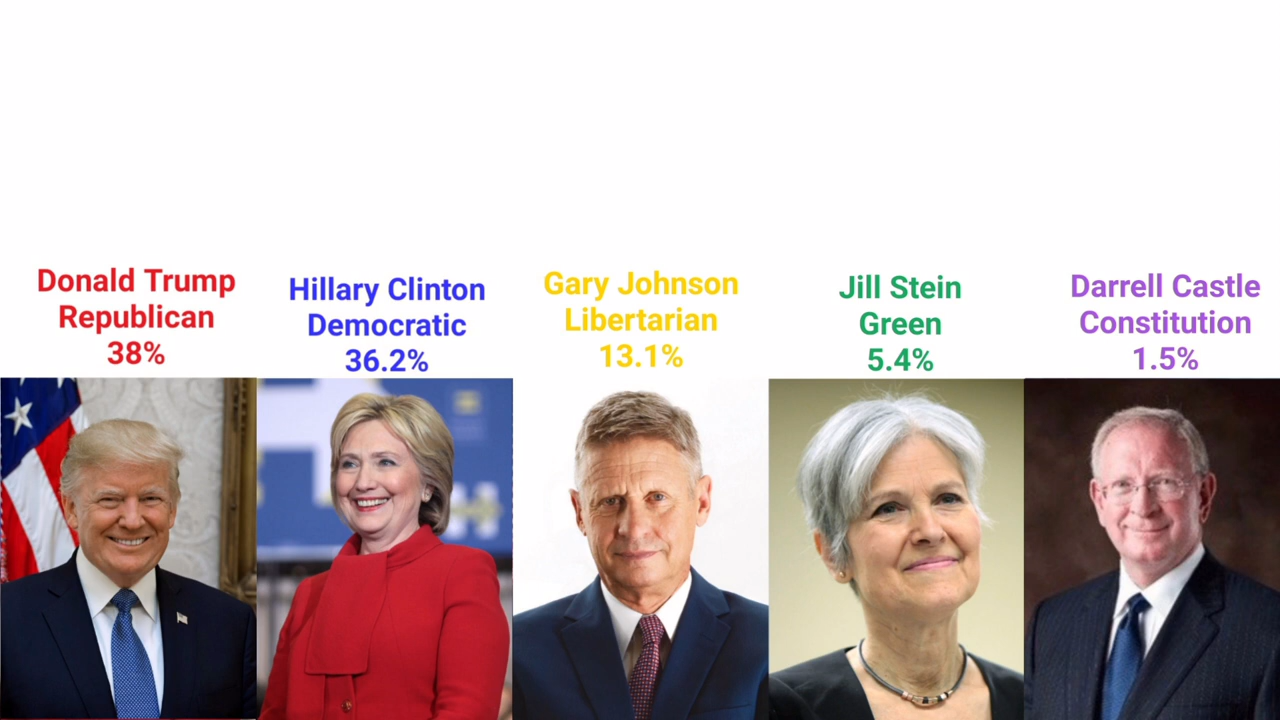 Donald Trump
Republican
38%
Hillary Clinton
Democratic
36.2%
Gary Johnson
Libertarian
13.1%
Jill Stein
Green
5.4%
Darrell Castle
Constitution
1.5%